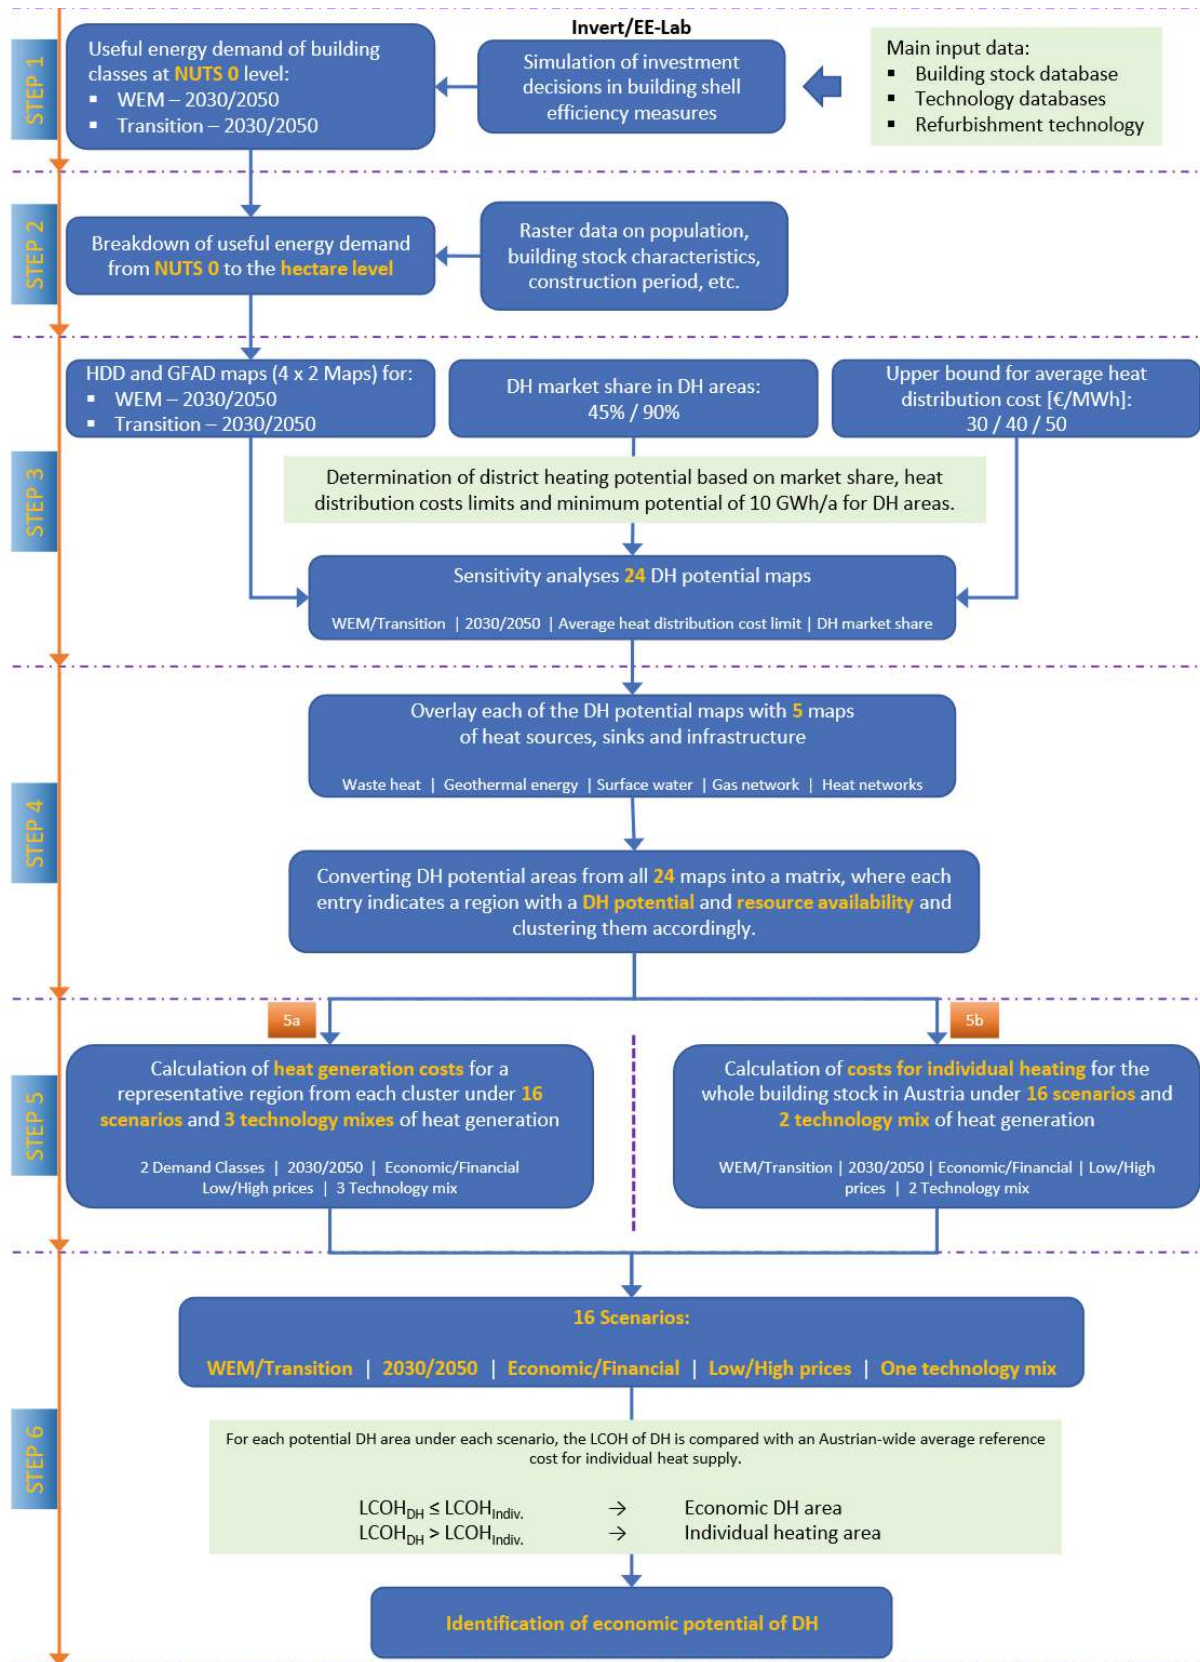 STEP 1
Useful energy demand of building
classes at NUTS 0 level:
▪ WEM – 2030/2050
▪ Transition – 2030/2050
Invert/EE-Lab
Simulation of investment
decisions in building shell
efficiency measures
Main input data:
▪ Building stock database
▪ Technology databases
▪ Refurbishment technology
STEP 2
Breakdown of useful energy demand
from NUTS 0 to the hectare level
Raster data on population,
building stock characteristics,
construction period, etc.
STEP 3
HDD and GFAD maps (4 x 2 Maps) for:
▪ WEM – 2030/2050
▪ Transition – 2030/2050
DH market share in DH areas:
45% / 90%
Upper bound for average heat
distribution cost [€/MWh]:
30 / 40 / 50
Determination of district heating potential based on market share, heat
distribution costs limits and minimum potential of 10 GWh/a for DH areas.
Sensitivity analyses 24 DH potential maps
WEM/Transition | 2030/2050 | Average heat distribution cost limit | DH market share
STEP 4
Overlay each of the DH potential maps with 5 maps
of heat sources, sinks and infrastructure
Waste heat | Geothermal energy | Surface water | Gas network | Heat networks
Converting DH potential areas from all 24 maps into a matrix, where each
entry indicates a region with a DH potential and resource availability and
clustering them accordingly.
STEP 5
5a
Calculation of heat generation costs for a
representative region from each cluster under 16
scenarios and 3 technology mixes of heat generation
2 Demand Classes | 2030/2050 | Economic/Financial
Low/High prices | 3 Technology mix
5b
Calculation of costs for individual heating for the
whole building stock in Austria under 16 scenarios and
2 technology mix of heat generation
WEM/Transition | 2030/2050 | Economic/Financial | Low/High
prices | 2 Technology mix
STEP 6
16 Scenarios:
WEM/Transition | 2030/2050 | Economic/Financial | Low/High prices | One technology mix
For each potential DH area under each scenario, the LCOH of DH is compared with an Austrian-wide average reference
cost for individual heat supply.
LCOH_DH ≤ LCOH_Indiv. → Economic DH area
LCOH_DH > LCOH_Indiv. → Individual heating area
Identification of economic potential of DH